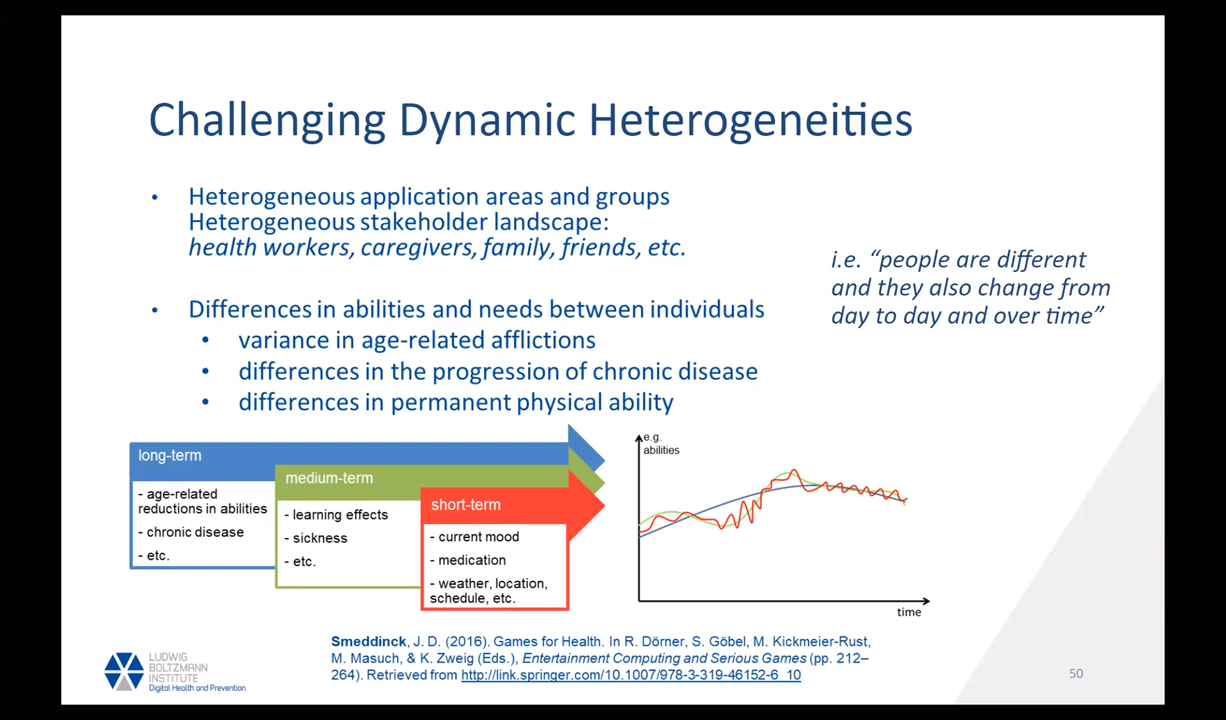 Challenging Dynamic Heterogeneities
• Heterogeneous application areas and groups
Heterogeneous stakeholder landscape:
health workers, caregivers, family, friends, etc.
i.e. “people are different
and they also change from
day to day and over time”
• Differences in abilities and needs between individuals
• variance in age-related afflictions
• differences in the progression of chronic disease
• differences in permanent physical ability
long-term
- age-related
reductions in abilities
- chronic disease
- etc.
medium-term
- learning effects
- sickness
- etc.
short-term
- current mood
- medication
- weather, location,
schedule, etc.
e.g.
abilities
time
Smeddinck, J. D. (2016). Games for Health. In R. Dörner, S. Göbel, M. Kickmeier-Rust,
M. Masuch, & K. Zweig (Eds.), Entertainment Computing and Serious Games (pp. 212–
264). Retrieved from http://link.springer.com/10.1007/978-3-319-46152-6_10
LUDWIG
BOLTZMANN
INSTITUTE
Digital Health and Prevention
50